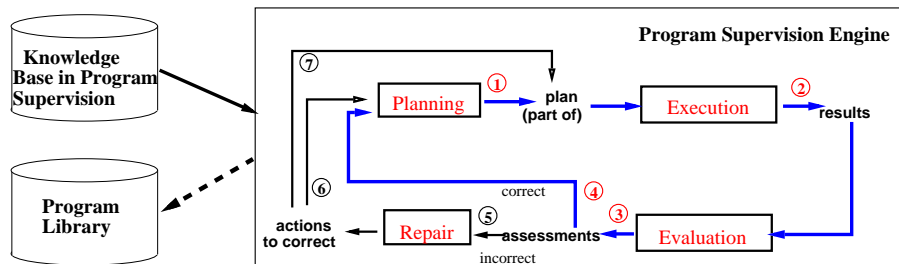 Knowledge
Base in Program
Supervision
Program
Library
Program Supervision Engine
7
1
Planning
plan
(part of)
Execution
2
results
6
correct
4
3
5
actions
to correct
Repair
assessments
incorrect
Evaluation